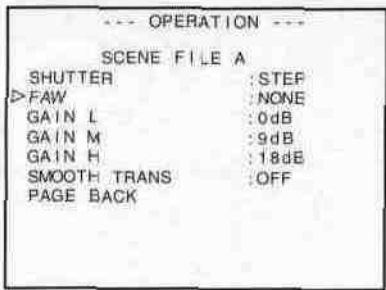 --- OPERATION ---
SCENE FILE A
SHUTTER :STEP
FAW :NONE
GAIN L :0dB
GAIN M :9dB
GAIN H :18dB
SMOOTH TRANS :OFF
PAGE BACK